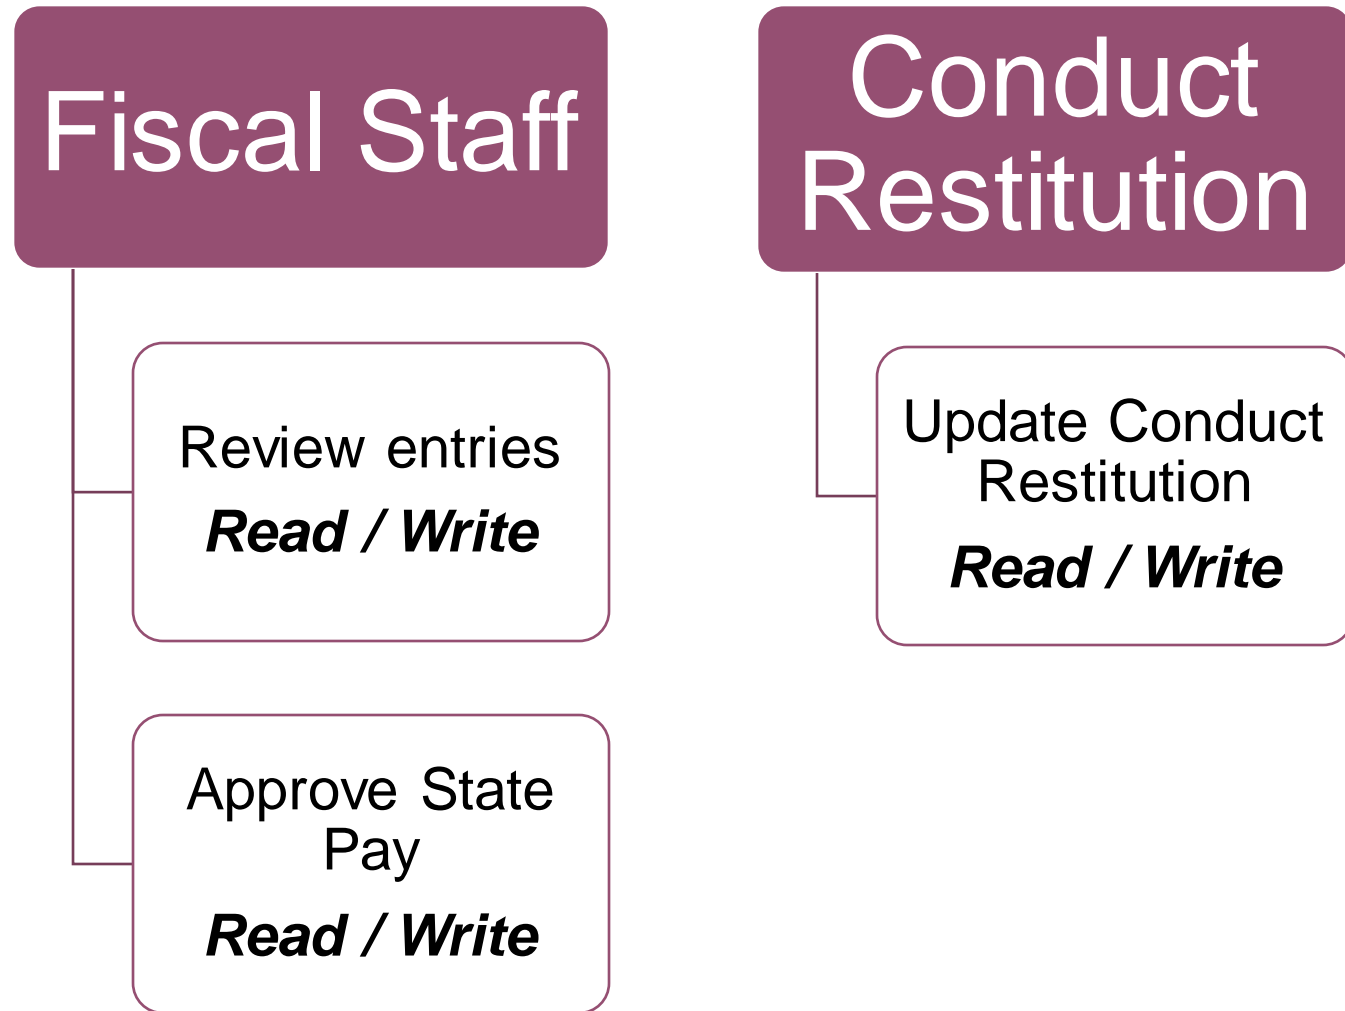 Fiscal Staff
Review entries
Read / Write
Approve State
Pay
Read / Write
Conduct
Restitution
Update Conduct
Restitution
Read / Write